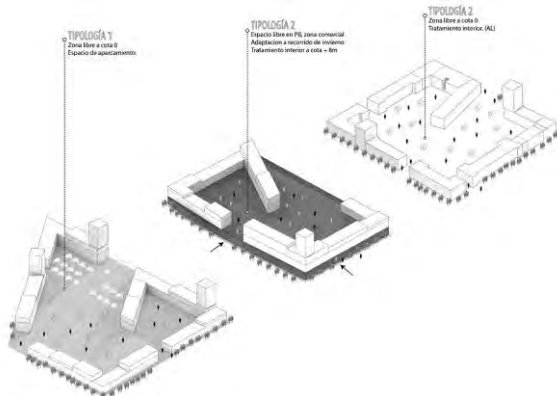 TIPOLOGÍA 1
Zona libre a cota 0
Espacio de aparcamiento
TIPOLOGÍA 2
Espacio libre en PB, zona comercial
Adaptacion a recorrido de invierno
Tratamiento interior a cota + 6m
TIPOLOGÍA 2
Zona libre a cota 0
Tratamiento interior. (AL)